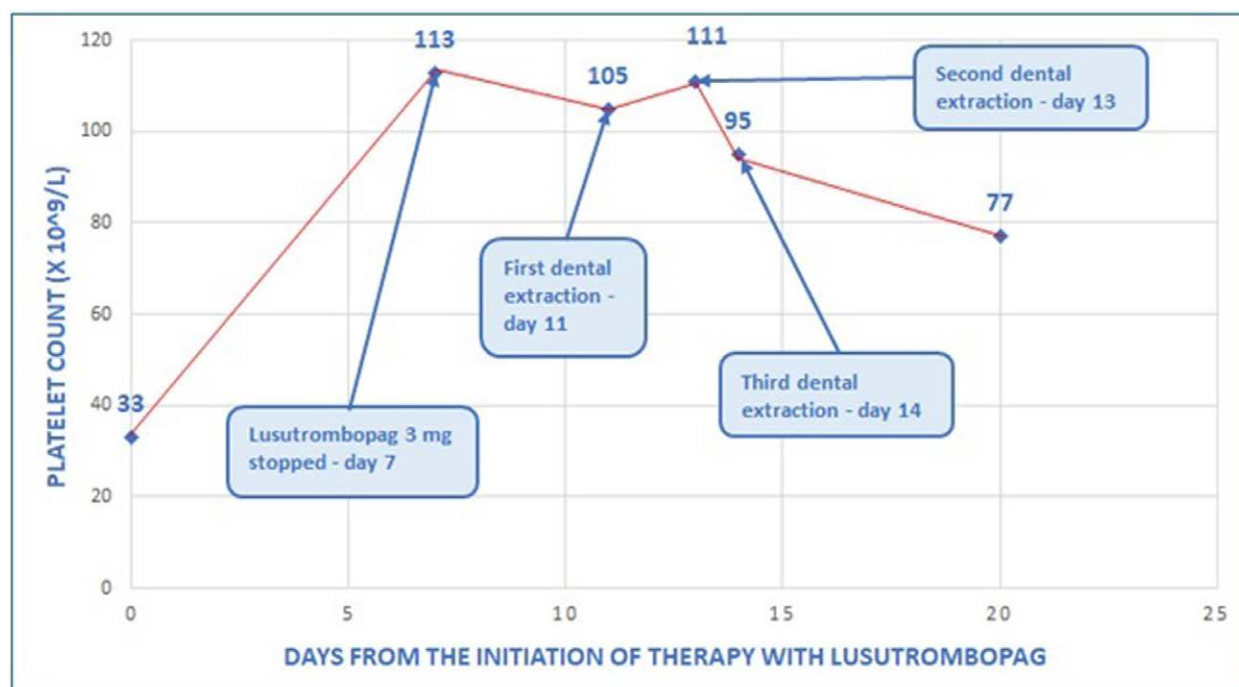 120
113
111
105
Second dental
extraction - day 13
100
95
80
77
First dental
extraction -
day 11
60
Third dental
extraction - day 14
40
33
Lusutrombopag 3 mg
stopped - day 7
20
0
0 5 10 15 20 25
PLATELET COUNT (X 10^9/L)
DAYS FROM THE INITIATION OF THERAPY WITH LUSUTROMBOPAG